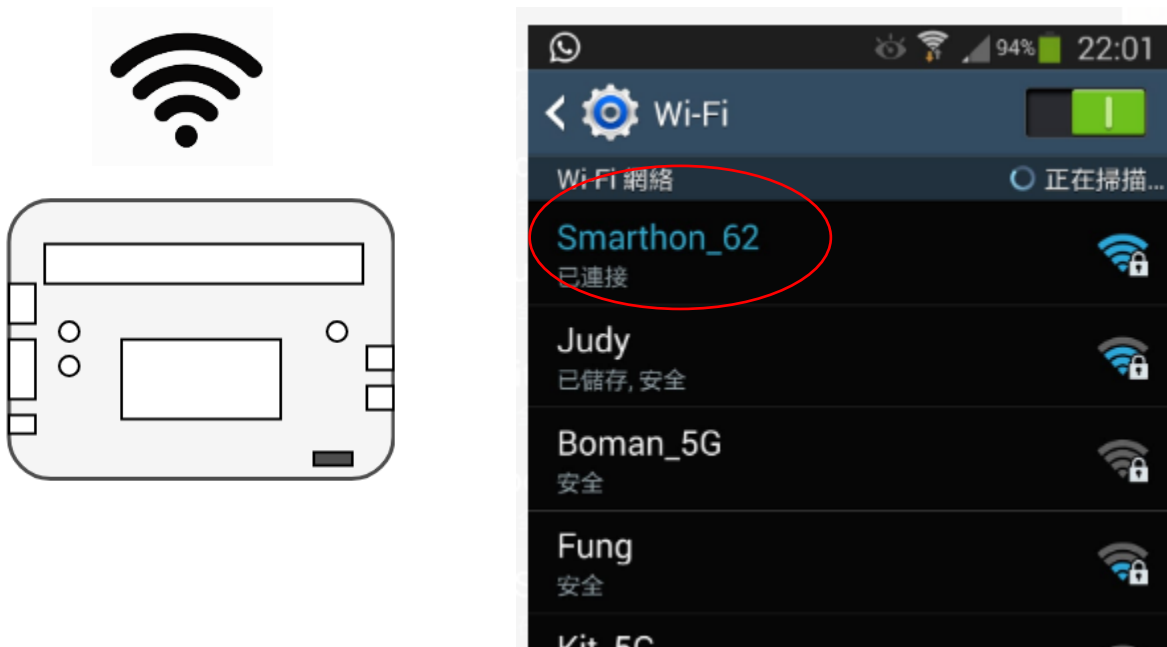 94% 22:01
Wi-Fi
Wi-Fi 網絡 正在掃描...
Smarthon_62
已連接
Judy
已儲存, 安全
Boman_5G
安全
Fung
安全
Kit_5G